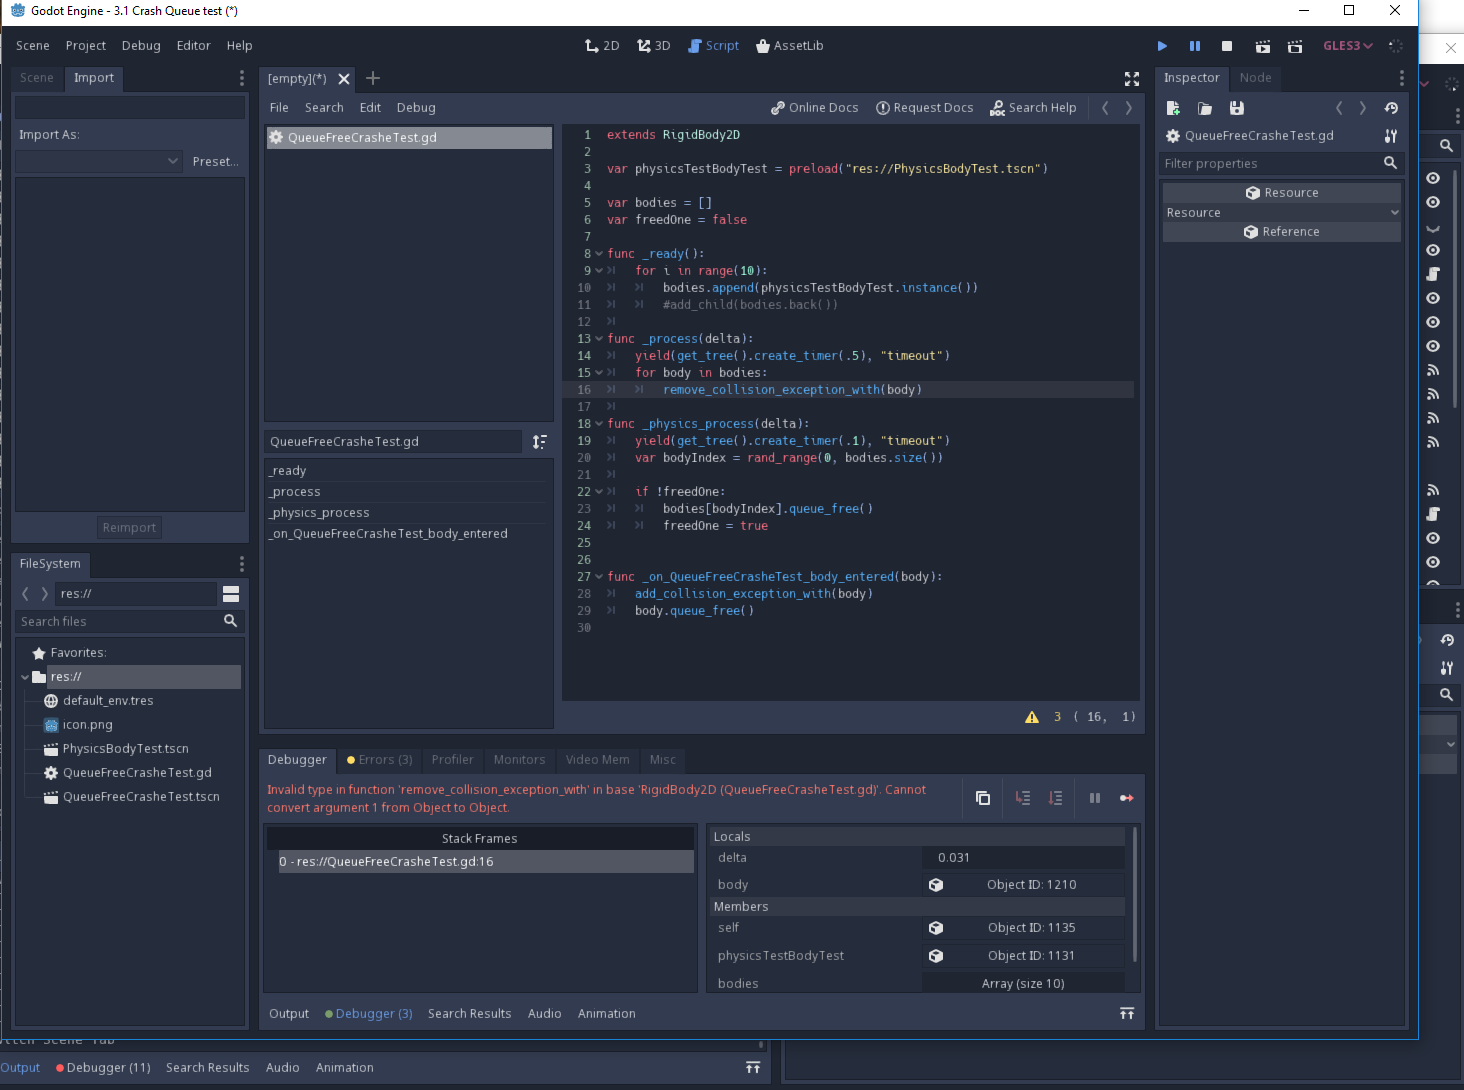 Godot Engine - 3.1 Crash Queue test (*)
Scene Project Debug Editor Help
2D 3D Script AssetLib
GLES3
Scene Import
[empty](*)
Inspector Node
File Search Edit Debug
Online Docs Request Docs Search Help
Import As:
Preset...
QueueFreeCrasheTest.gd
QueueFreeCrasheTest.gd
Filter properties
Resource
Resource
Reference
1 extends RigidBody2D
2
3 var physicsTestBodyTest = preload("res://PhysicsBodyTest.tscn")
4
5 var bodies = []
6 var freedOne = false
7
8 func _ready():
9 for i in range(10):
10 bodies.append(physicsTestBodyTest.instance())
11 #add_child(bodies.back())
12
13 func _process(delta):
14 yield(get_tree().create_timer(.5), "timeout")
15 for body in bodies:
16 remove_collision_exception_with(body)
17
18 func _physics_process(delta):
19 yield(get_tree().create_timer(.1), "timeout")
20 var bodyIndex = rand_range(0, bodies.size())
21
22 if !freedOne:
23 bodies[bodyIndex].queue_free()
24 freedOne = true
25
26
27 func _on_QueueFreeCrasheTest_body_entered(body):
28 add_collision_exception_with(body)
29 body.queue_free()
30
3 ( 16, 1)
QueueFreeCrasheTest.gd
_ready
_process
_physics_process
_on_QueueFreeCrasheTest_body_entered
Reimport
FileSystem
res://
Search files
Favorites:
res://
default_env.tres
icon.png
PhysicsBodyTest.tscn
QueueFreeCrasheTest.gd
QueueFreeCrasheTest.tscn
Debugger Errors (3) Profiler Monitors Video Mem Misc
Invalid type in function 'remove_collision_exception_with' in base 'RigidBody2D (QueueFreeCrasheTest.gd)'. Cannot
convert argument 1 from Object to Object.
Stack Frames
0 - res://QueueFreeCrasheTest.gd:16
Locals
delta 0.031
body Object ID: 1210
Members
self Object ID: 1135
physicsTestBodyTest Object ID: 1131
bodies Array (size 10)
Output Debugger (3) Search Results Audio Animation
Scene Tab
Output Debugger (11) Search Results Audio Animation